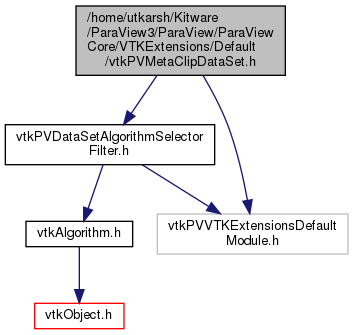 /home/utkarsh/Kitware
/ParaView3/ParaView/ParaView
Core/VTKExtensions/Default
/vtkPVMetaClipDataSet.h
vtkPVDataSetAlgorithmSelector
Filter.h
vtkAlgorithm.h
vtkPVVTKExtensionsDefault
Module.h
vtkObject.h